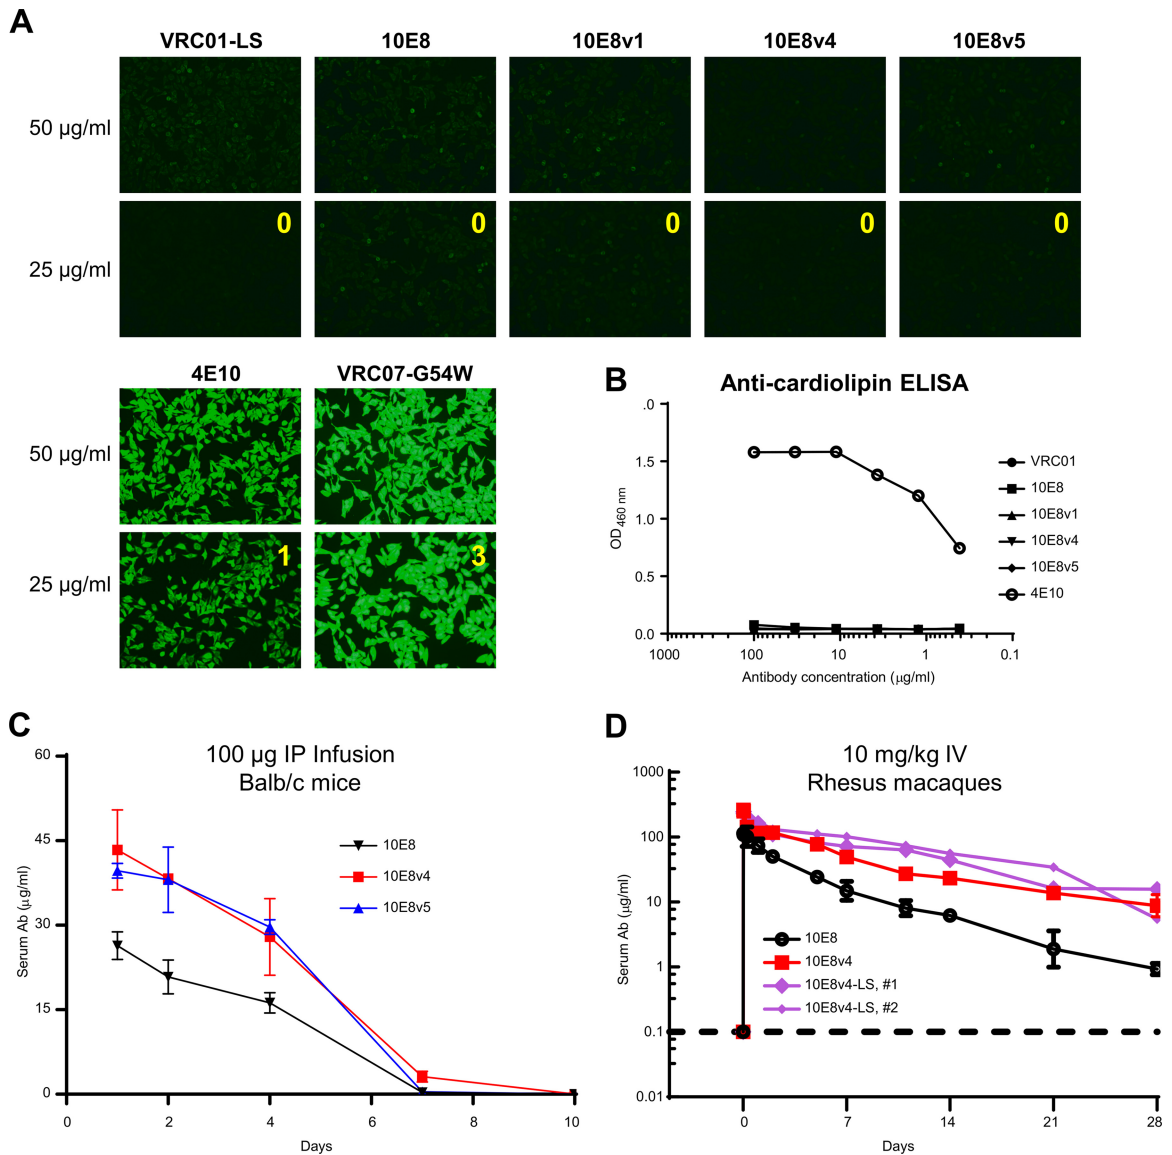 A
VRC01-LS 10E8 10E8v1 10E8v4 10E8v5
50 µg/ml
0 0 0 0 0
25 µg/ml
4E10 VRC07-G54W
50 µg/ml
1 3
25 µg/ml
B
Anti-cardiolipin ELISA
.0
1.5
1.0
0.5
0.0
OD460 nm
1000 100 10 1 0.1
Antibody concentration (µg/ml)
VRC01
10E8
10E8v1
10E8v4
10E8v5
4E10
C
100 µg IP Infusion
Balb/c mice
60
45
30
15
0
Serum Ab (µg/ml)
10E8
10E8v4
10E8v5
0 2 4 6 8 10
Days
D
10 mg/kg IV
Rhesus macaques
1000
100
10
1
0.1
0.01
Serum Ab (µg/ml)
10E8
10E8v4
10E8v4-LS, #1
10E8v4-LS, #2
0 7 14 21 28
Days